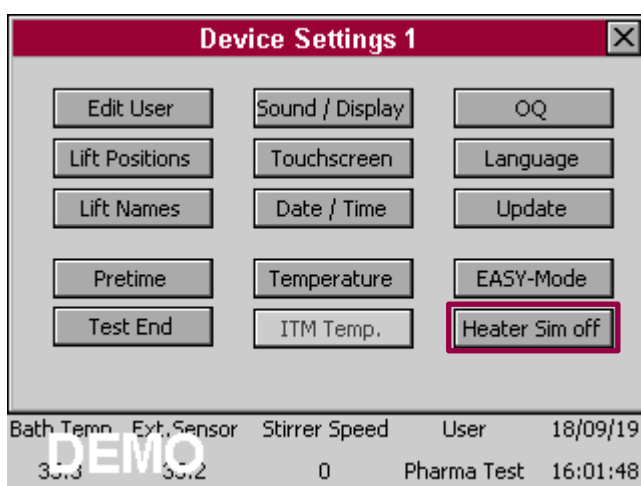 Device Settings 1
Edit User Sound / Display OQ
Lift Positions Touchscreen Language
Lift Names Date / Time Update
Pretime Temperature EASY-Mode
Test End ITM Temp. Heater Sim off
Bath Temp Ext.Sensor Stirrer Speed User 18/09/19
DEMO
0 Pharma Test 16:01:48